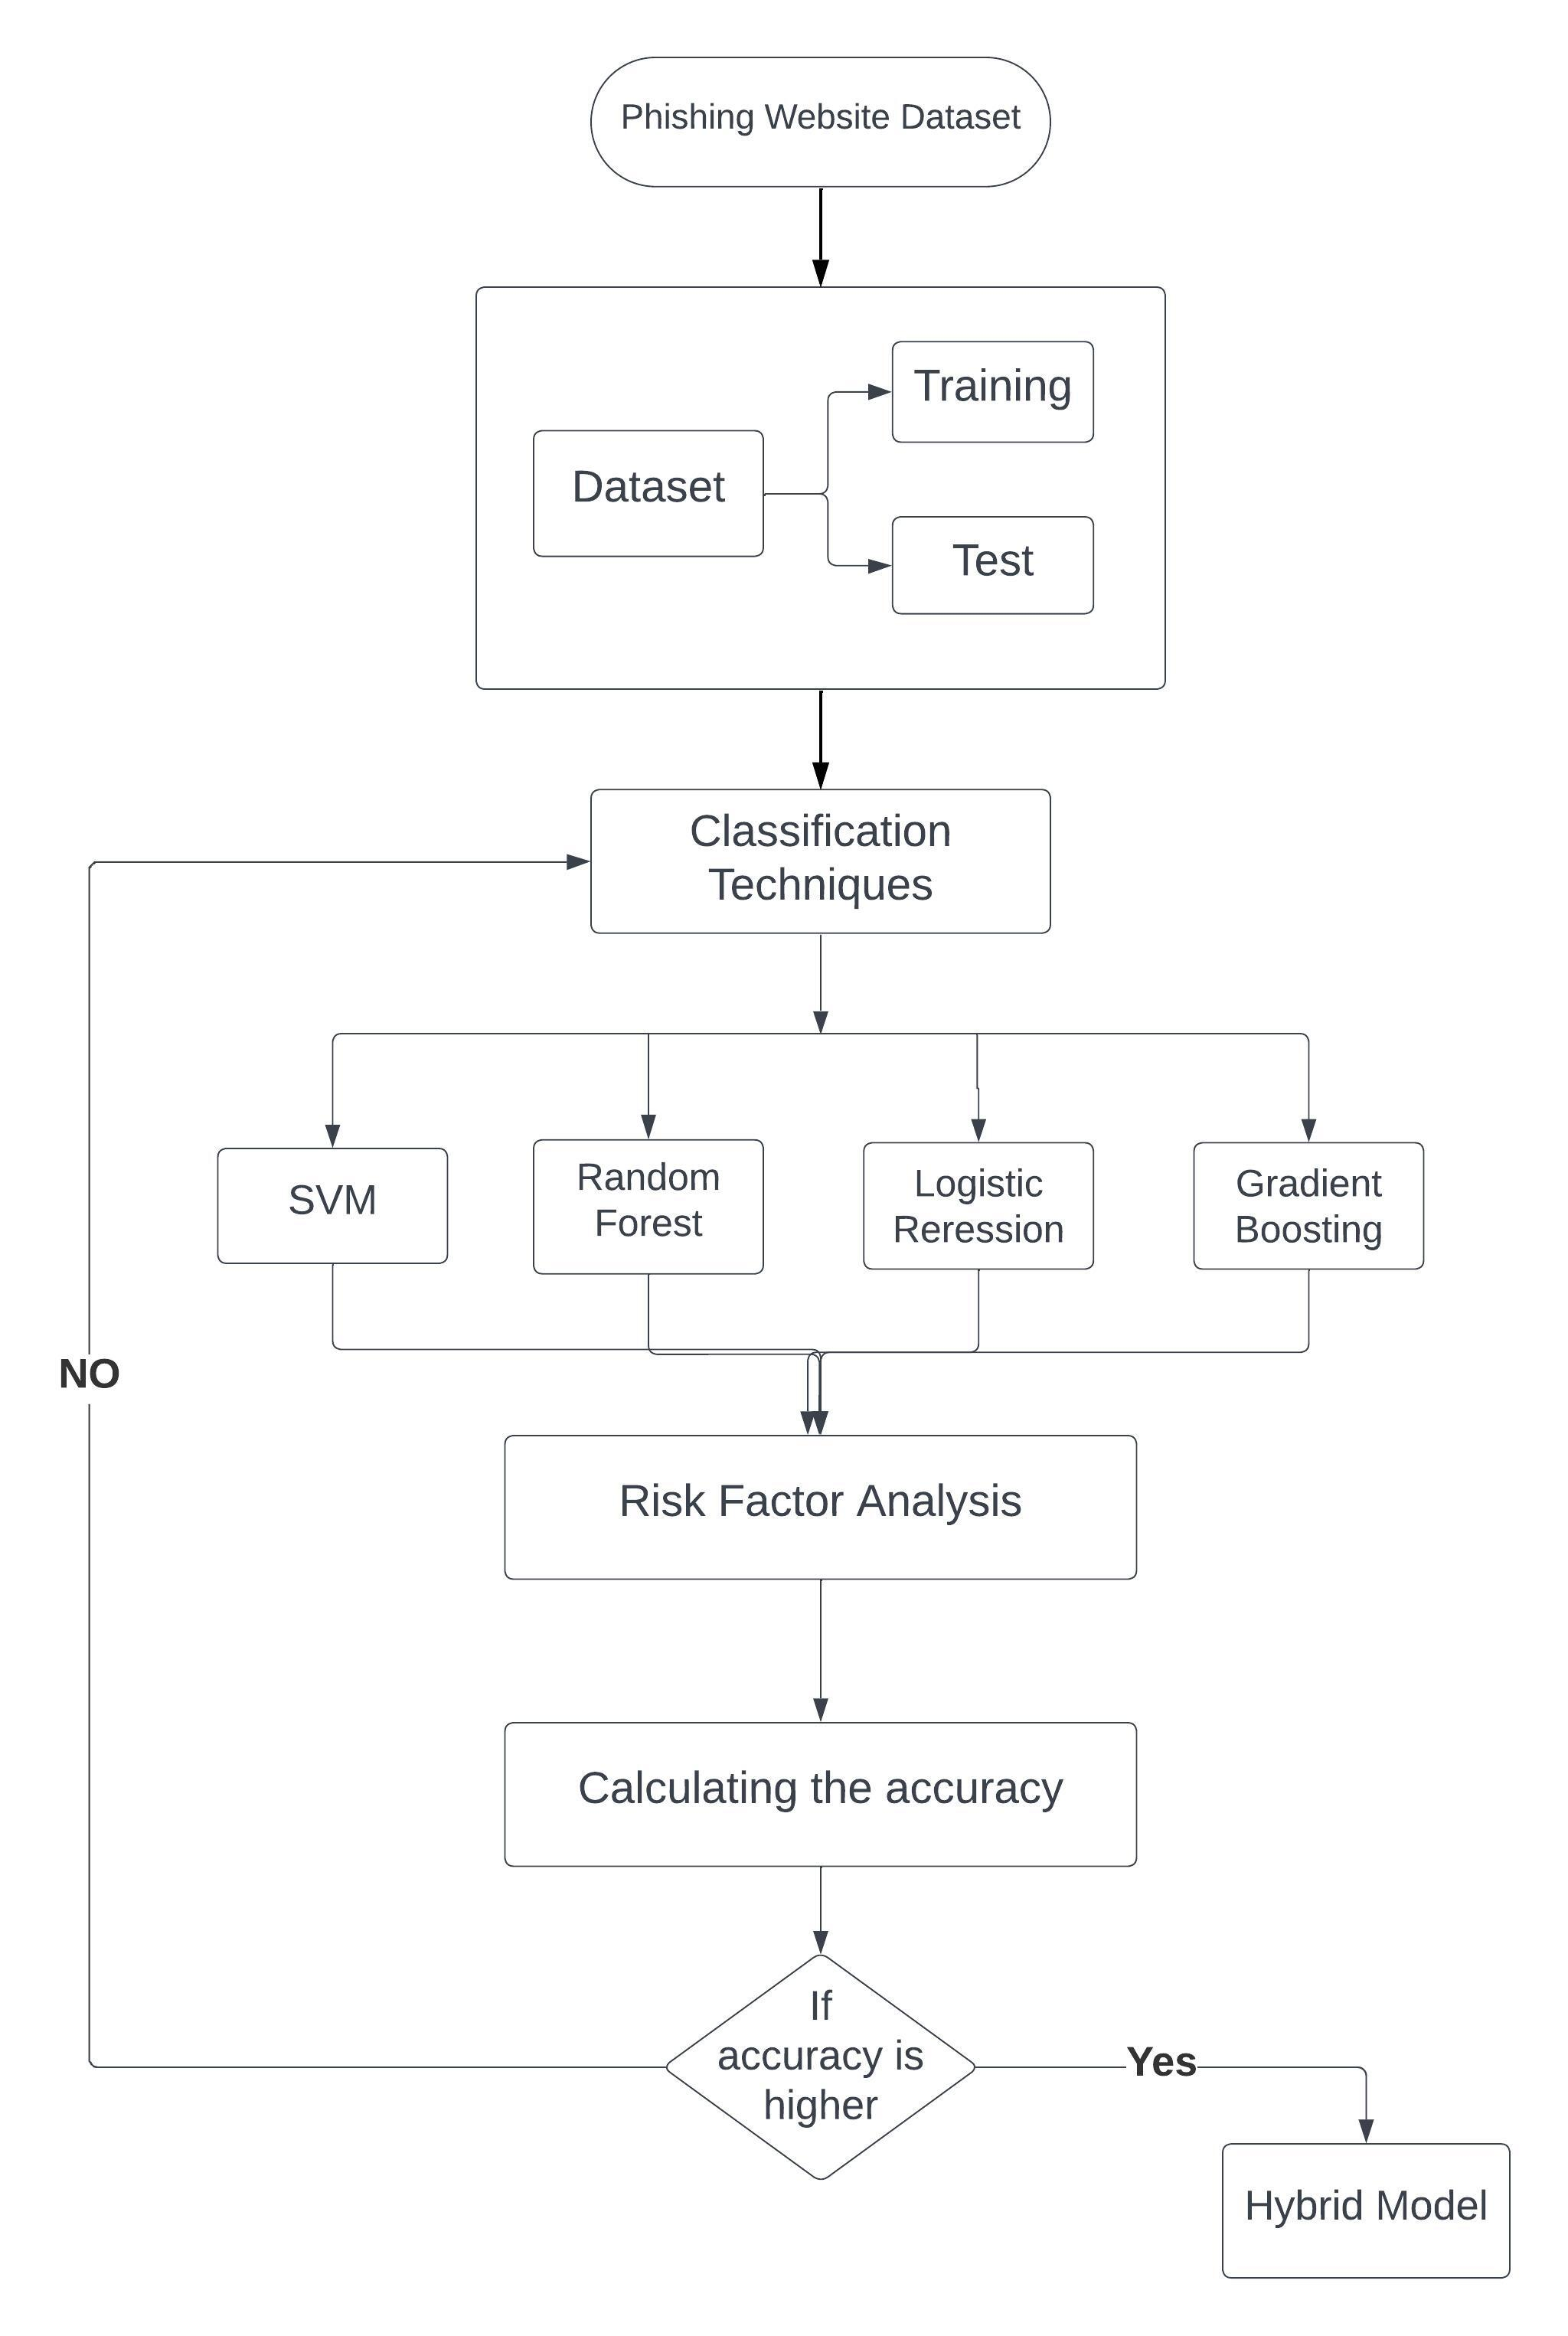 Phishing Website Dataset
Training
Dataset
Test
Classification
Techniques
SVM
Random
Forest
Logistic
Reression
Gradient
Boosting
NO
Risk Factor Analysis
Calculating the accuracy
If
accuracy is
higher
Yes
Hybrid Model